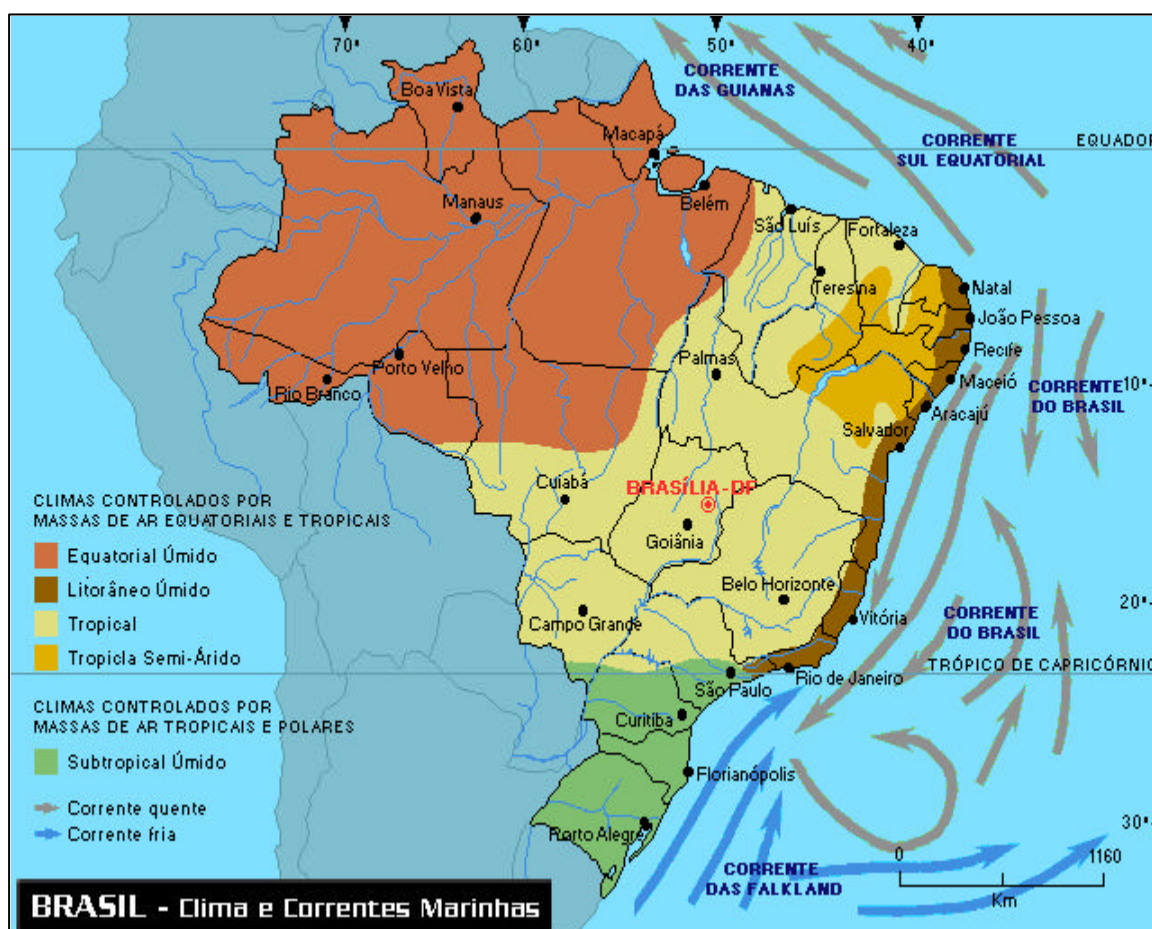 70°
60°
50°
40°
CORRENTE
DAS GUIANAS
Boa Vista
Macapá
CORRENTE
SUL EQUATORIAL
EQUADOR
Manaus
Belém
São Luís
Fortaleza
Teresina
Natal
João Pessoa
Recife
Palmas
Porto Velho
Rio Branco
Maceió
10°
CORRENTE
DO BRASIL
Aracajú
Salvador
Cuiabá
BRASÍLIA-DF
Goiânia
Belo Horizonte
Campo Grande
Vitória
20°
CORRENTE
DO BRASIL
TRÓPICO DE CAPRICÓRNIO
São Paulo
Rio de Janeiro
Curitiba
Florianópolis
Porto Alegre
30°
CORRENTE
DAS FALKLAND
0
1160
Km
CLIMAS CONTROLADOS POR
MASSAS DE AR EQUATORIAIS E TROPICAIS
Equatorial Úmido
Litorâneo Úmido
Tropical
Tropicla Semi-Árido
CLIMAS CONTROLADOS POR
MASSAS DE AR TROPICAIS E POLARES
Subtropical Úmido
Corrente quente
Corrente fria
BRASIL - Clima e Correntes Marinhas